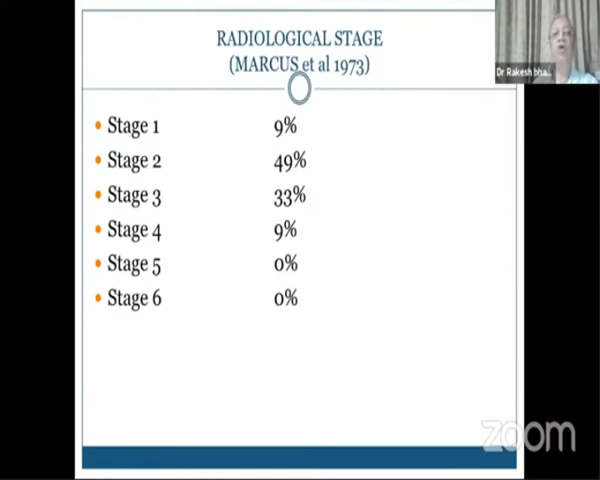 RADIOLOGICAL STAGE
(MARCUS et al 1973)
Dr Rakesh bha...
• Stage 1 9%
• Stage 2 49%
• Stage 3 33%
• Stage 4 9%
• Stage 5 0%
• Stage 6 0%
zoom